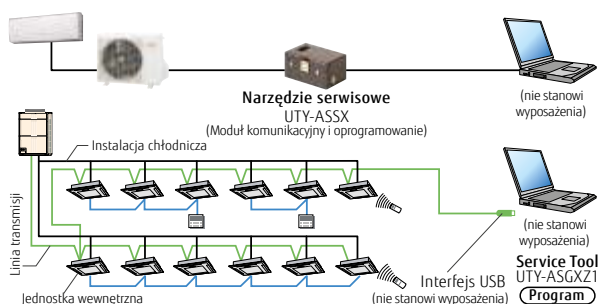 Narzędzie serwisowe
UTY-ASSX
(Moduł komunikacyjny i oprogramowanie)
(nie stanowi
wyposażenia)
Instalacja chłodnicza
Linia transmisji
(nie stanowi
wyposażenia)
Interfejs USB
(nie stanowi wyposażenia)
Service Tool
UTY-ASGXZ1
Program
Jednostka wewnętrzna